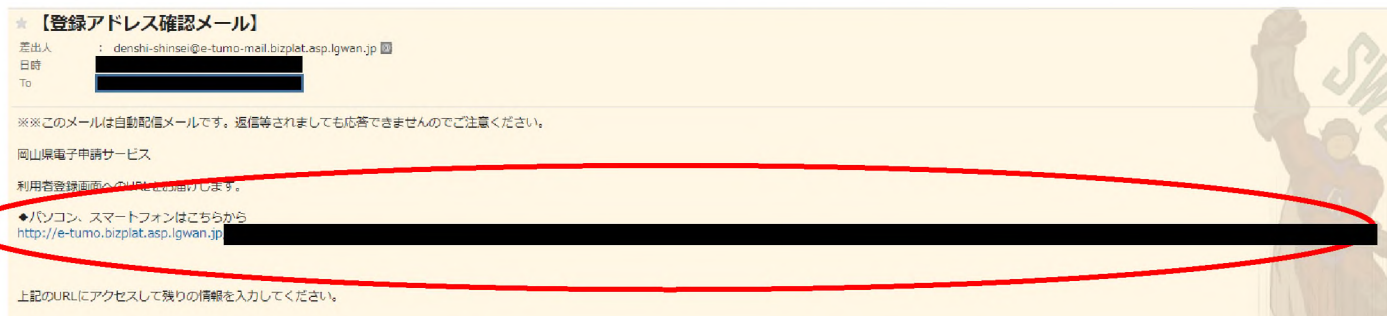 【登録アドレス確認メール】
差出人 : denshi-shinsei@e-tumo-mail.bizplat.asp.lgwan.jp
日時
To
※※このメールは自動配信メールです。返信等されましても応答できませんのでご注意ください。
岡山県電子申請サービス
利用者登録画面へのURLをお届けします。
◆パソコン、スマートフォンはこちらから
http://e-tumo.bizplat.asp.lgwan.jp
上記のURLにアクセスして残りの情報を入力してください。